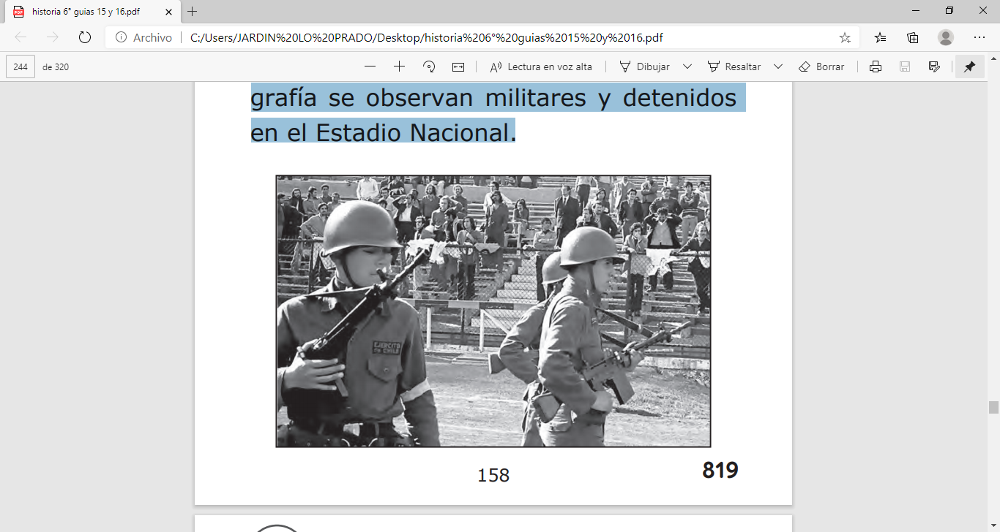 historia 6° guias 15 y 16.pdf
Archivo C:/Users/JARDIN%20LO%20PRADO/Desktop/historia%206°%20guias%2015%20y%2016.pdf
244 de 320 Lectura en voz alta Dibujar Resaltar Borrar
grafía se observan militares y detenidos
en el Estadio Nacional.
EJERCITO
DE CHILE
158
819